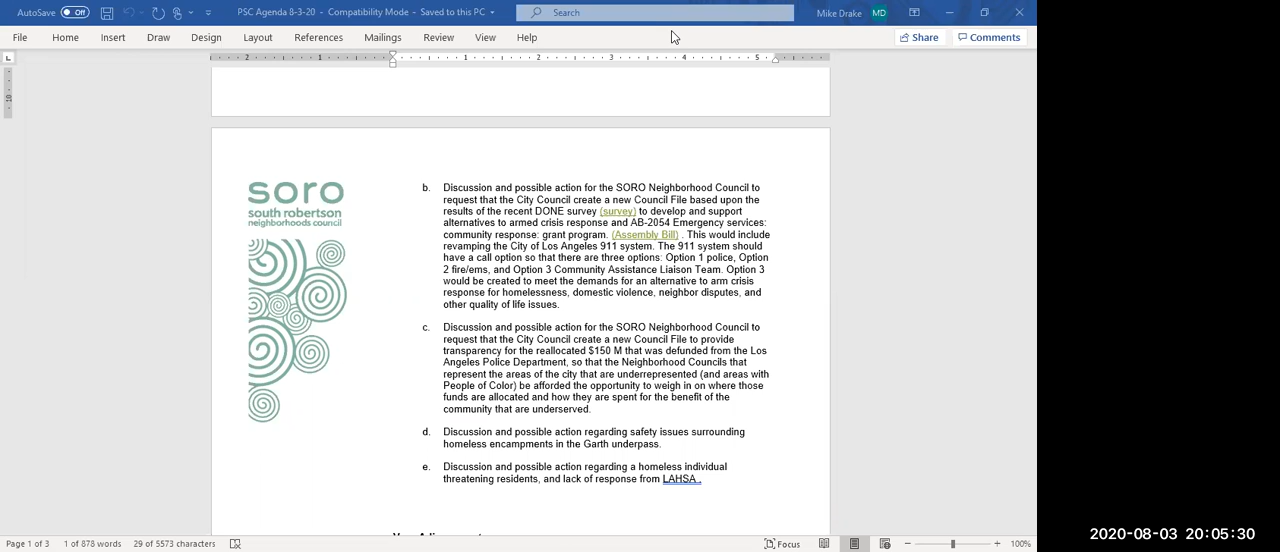 AutoSave Off PSC Agenda 8-3-20 - Compatibility Mode - Saved to this PC Search Mike Drake MD
File Home Insert Draw Design Layout References Mailings Review View Help Share Comments
L 2 1 1 2 3 4 5
10
soro
south robertson
neighborhoods council
b. Discussion and possible action for the SORO Neighborhood Council to
request that the City Council create a new Council File based upon the
results of the recent DONE survey (survey) to develop and support
alternatives to armed crisis response and AB-2054 Emergency services:
community response: grant program. (Assembly Bill) . This would include
revamping the City of Los Angeles 911 system. The 911 system should
have a call option so that there are three options: Option 1 police, Option
2 fire/ems, and Option 3 Community Assistance Liaison Team. Option 3
would be created to meet the demands for an alternative to arm crisis
response for homelessness, domestic violence, neighbor disputes, and
other quality of life issues.
c. Discussion and possible action for the SORO Neighborhood Council to
request that the City Council create a new Council File to provide
transparency for the reallocated $150 M that was defunded from the Los
Angeles Police Department, so that the Neighborhood Councils that
represent the areas of the city that are underrepresented (and areas with
People of Color) be afforded the opportunity to weigh in on where those
funds are allocated and how they are spent for the benefit of the
community that are underserved.
d. Discussion and possible action regarding safety issues surrounding
homeless encampments in the Garth underpass.
e. Discussion and possible action regarding a homeless individual
threatening residents, and lack of response from LAHSA .
Page 1 of 3 1 of 878 words 29 of 5573 characters Focus 100%
2020-08-03 20:05:30